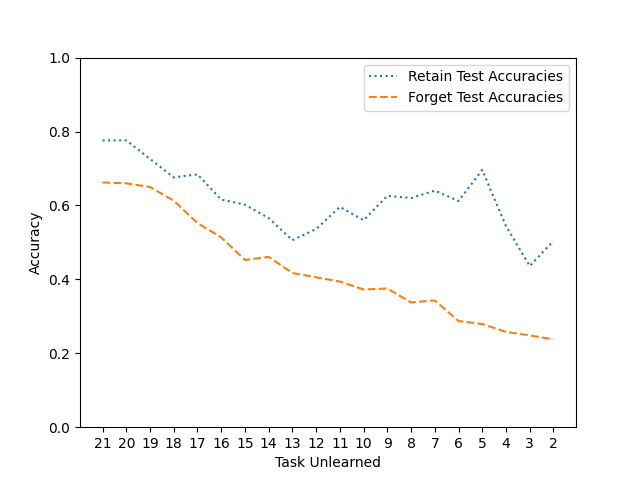 Retain Test Accuracies
Forget Test Accuracies
1.0
0.8
0.6
0.4
0.2
0.0
Accuracy
21 20 19 18 17 16 15 14 13 12 11 10 9 8 7 6 5 4 3 2
Task Unlearned